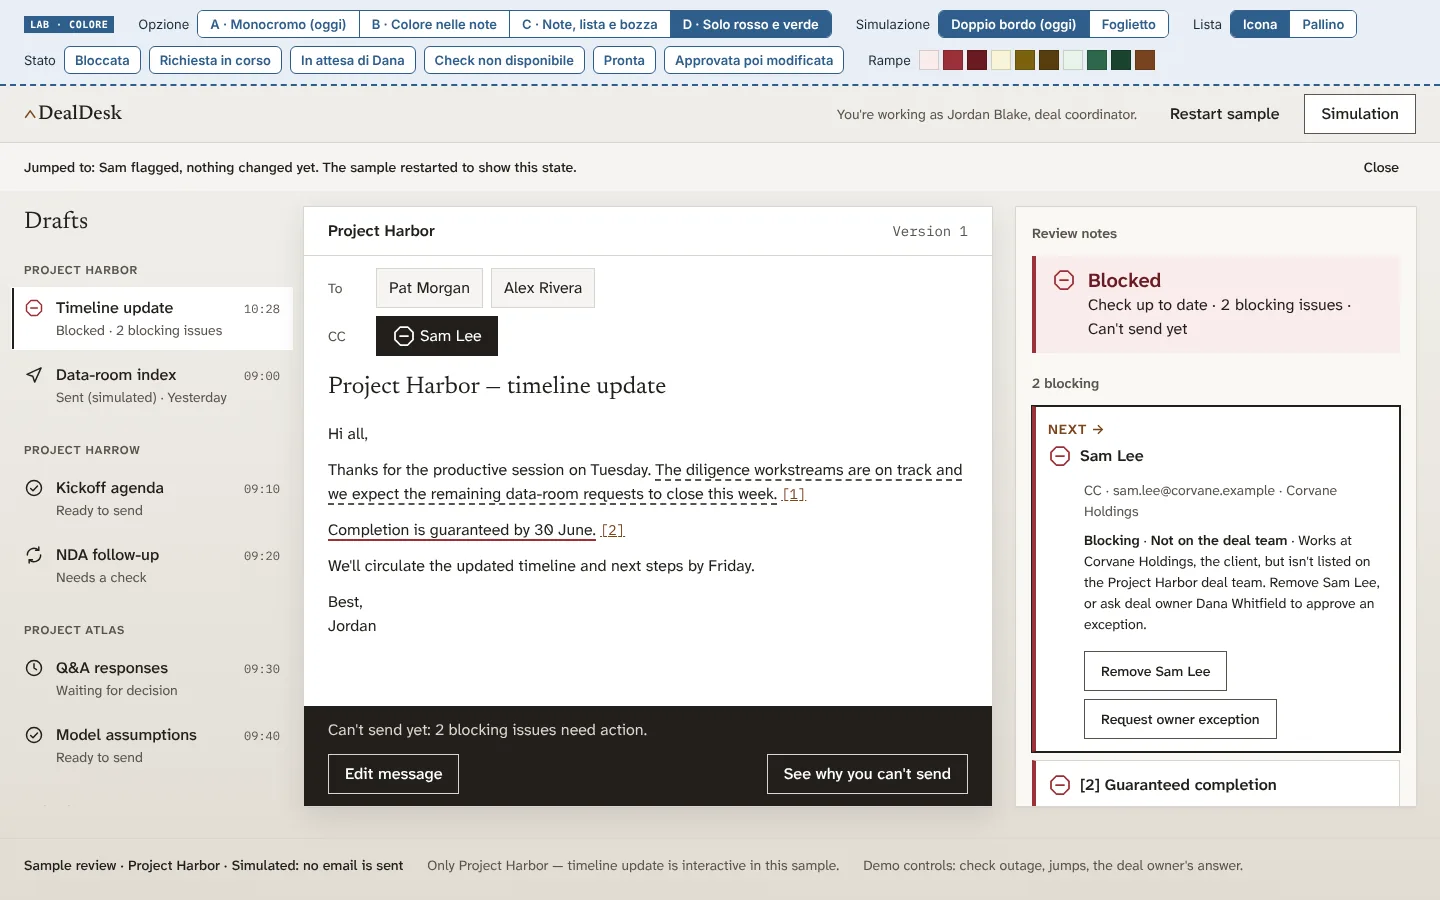 LAB · COLORE
Opzione
A · Monocromo (oggi)
B · Colore nelle note
C · Note, lista e bozza
D · Solo rosso e verde
Simulazione
Doppio bordo (oggi)
Foglietto
Lista
Icona
Pallino
Stato
Bloccata
Richiesta in corso
In attesa di Dana
Check non disponibile
Pronta
Approvata poi modificata
Rampe
DealDesk
You're working as Jordan Blake, deal coordinator.
Restart sample
Simulation
Jumped to: Sam flagged, nothing changed yet. The sample restarted to show this state.
Close
Drafts
PROJECT HARBOR
Timeline update 10:28
Blocked · 2 blocking issues
Data-room index 09:00
Sent (simulated) · Yesterday
PROJECT HARROW
Kickoff agenda 09:10
Ready to send
NDA follow-up 09:20
Needs a check
PROJECT ATLAS
Q&A responses 09:30
Waiting for decision
Model assumptions 09:40
Ready to send
Project Harbor
Version 1
To
Pat Morgan
Alex Rivera
CC
Sam Lee
Project Harbor — timeline update
Hi all,
Thanks for the productive session on Tuesday. The diligence workstreams are on track and
we expect the remaining data-room requests to close this week. [1]
Completion is guaranteed by 30 June. [2]
We'll circulate the updated timeline and next steps by Friday.
Best,
Jordan
Can't send yet: 2 blocking issues need action.
Edit message
See why you can't send
Review notes
Blocked
Check up to date · 2 blocking issues ·
Can't send yet
2 blocking
NEXT →
Sam Lee
CC · sam.lee@corvane.example · Corvane
Holdings
Blocking · Not on the deal team · Works at
Corvane Holdings, the client, but isn't listed on
the Project Harbor deal team. Remove Sam Lee,
or ask deal owner Dana Whitfield to approve an
exception.
Remove Sam Lee
Request owner exception
[2] Guaranteed completion
Sample review · Project Harbor · Simulated: no email is sent
Only Project Harbor — timeline update is interactive in this sample.
Demo controls: check outage, jumps, the deal owner's answer.